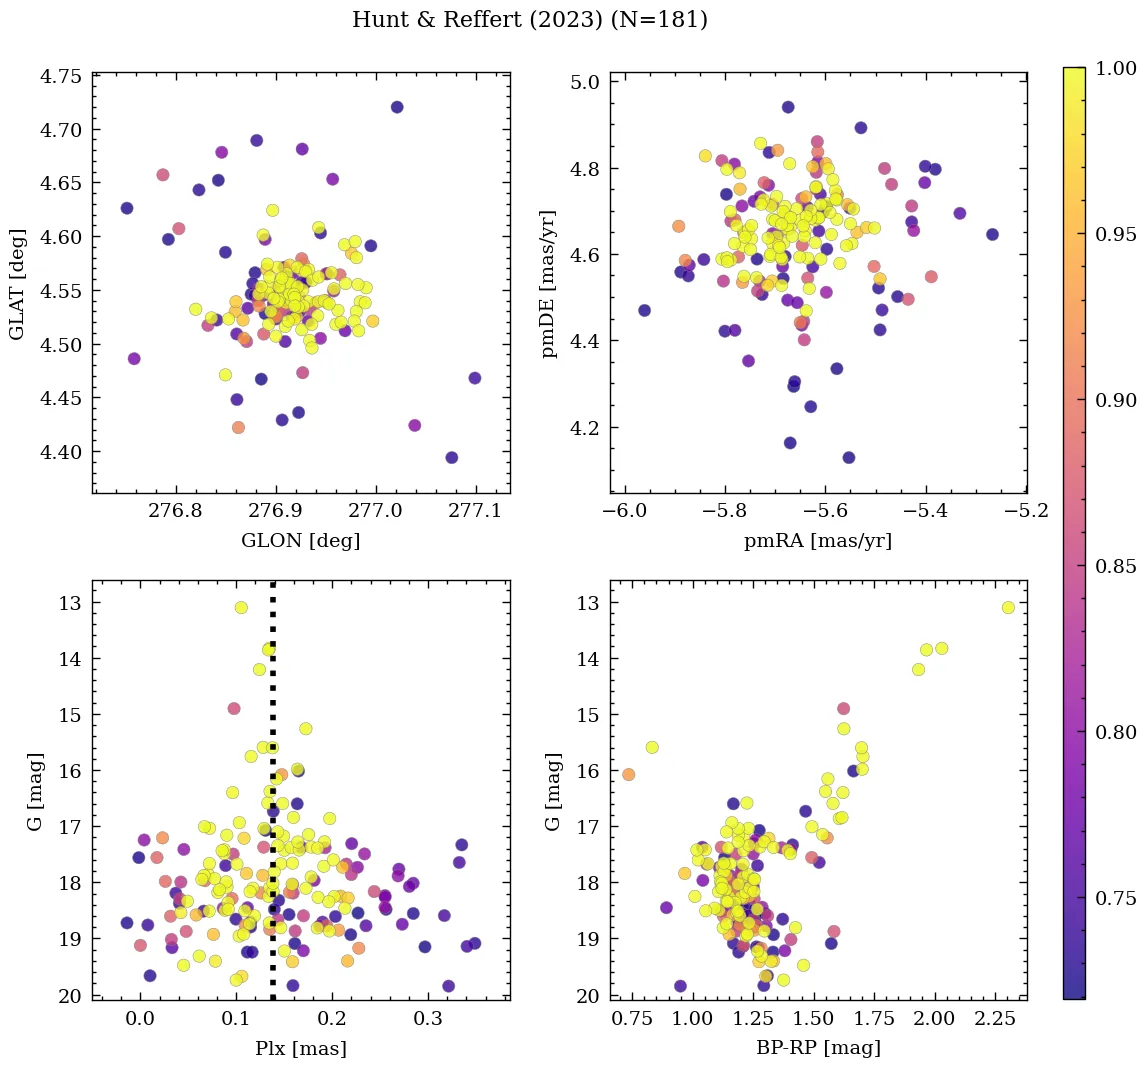 Hunt & Reffert (2023) (N=181)
4.75
4.70
4.65
4.60
4.55
4.50
4.45
4.40
GLAT [deg]
276.8 276.9 277.0 277.1
GLON [deg]
5.0
4.8
4.6
4.4
4.2
pmDE [mas/yr]
−6.0 −5.8 −5.6 −5.4 −5.2
pmRA [mas/yr]
1.00
0.95
0.90
0.85
0.80
0.75
13
14
15
16
17
18
19
20
G [mag]
0.0 0.1 0.2 0.3
Plx [mas]
13
14
15
16
17
18
19
20
G [mag]
0.75 1.00 1.25 1.50 1.75 2.00 2.25
BP-RP [mag]